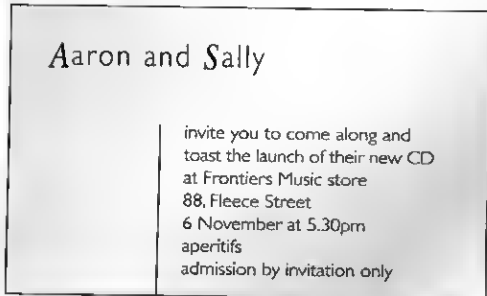 Aaron and Sally
invite you to come along and
toast the launch of their new CD
at Frontiers Music store
88, Fleece Street
6 November at 5.30pm
aperitifs
admission by invitation only